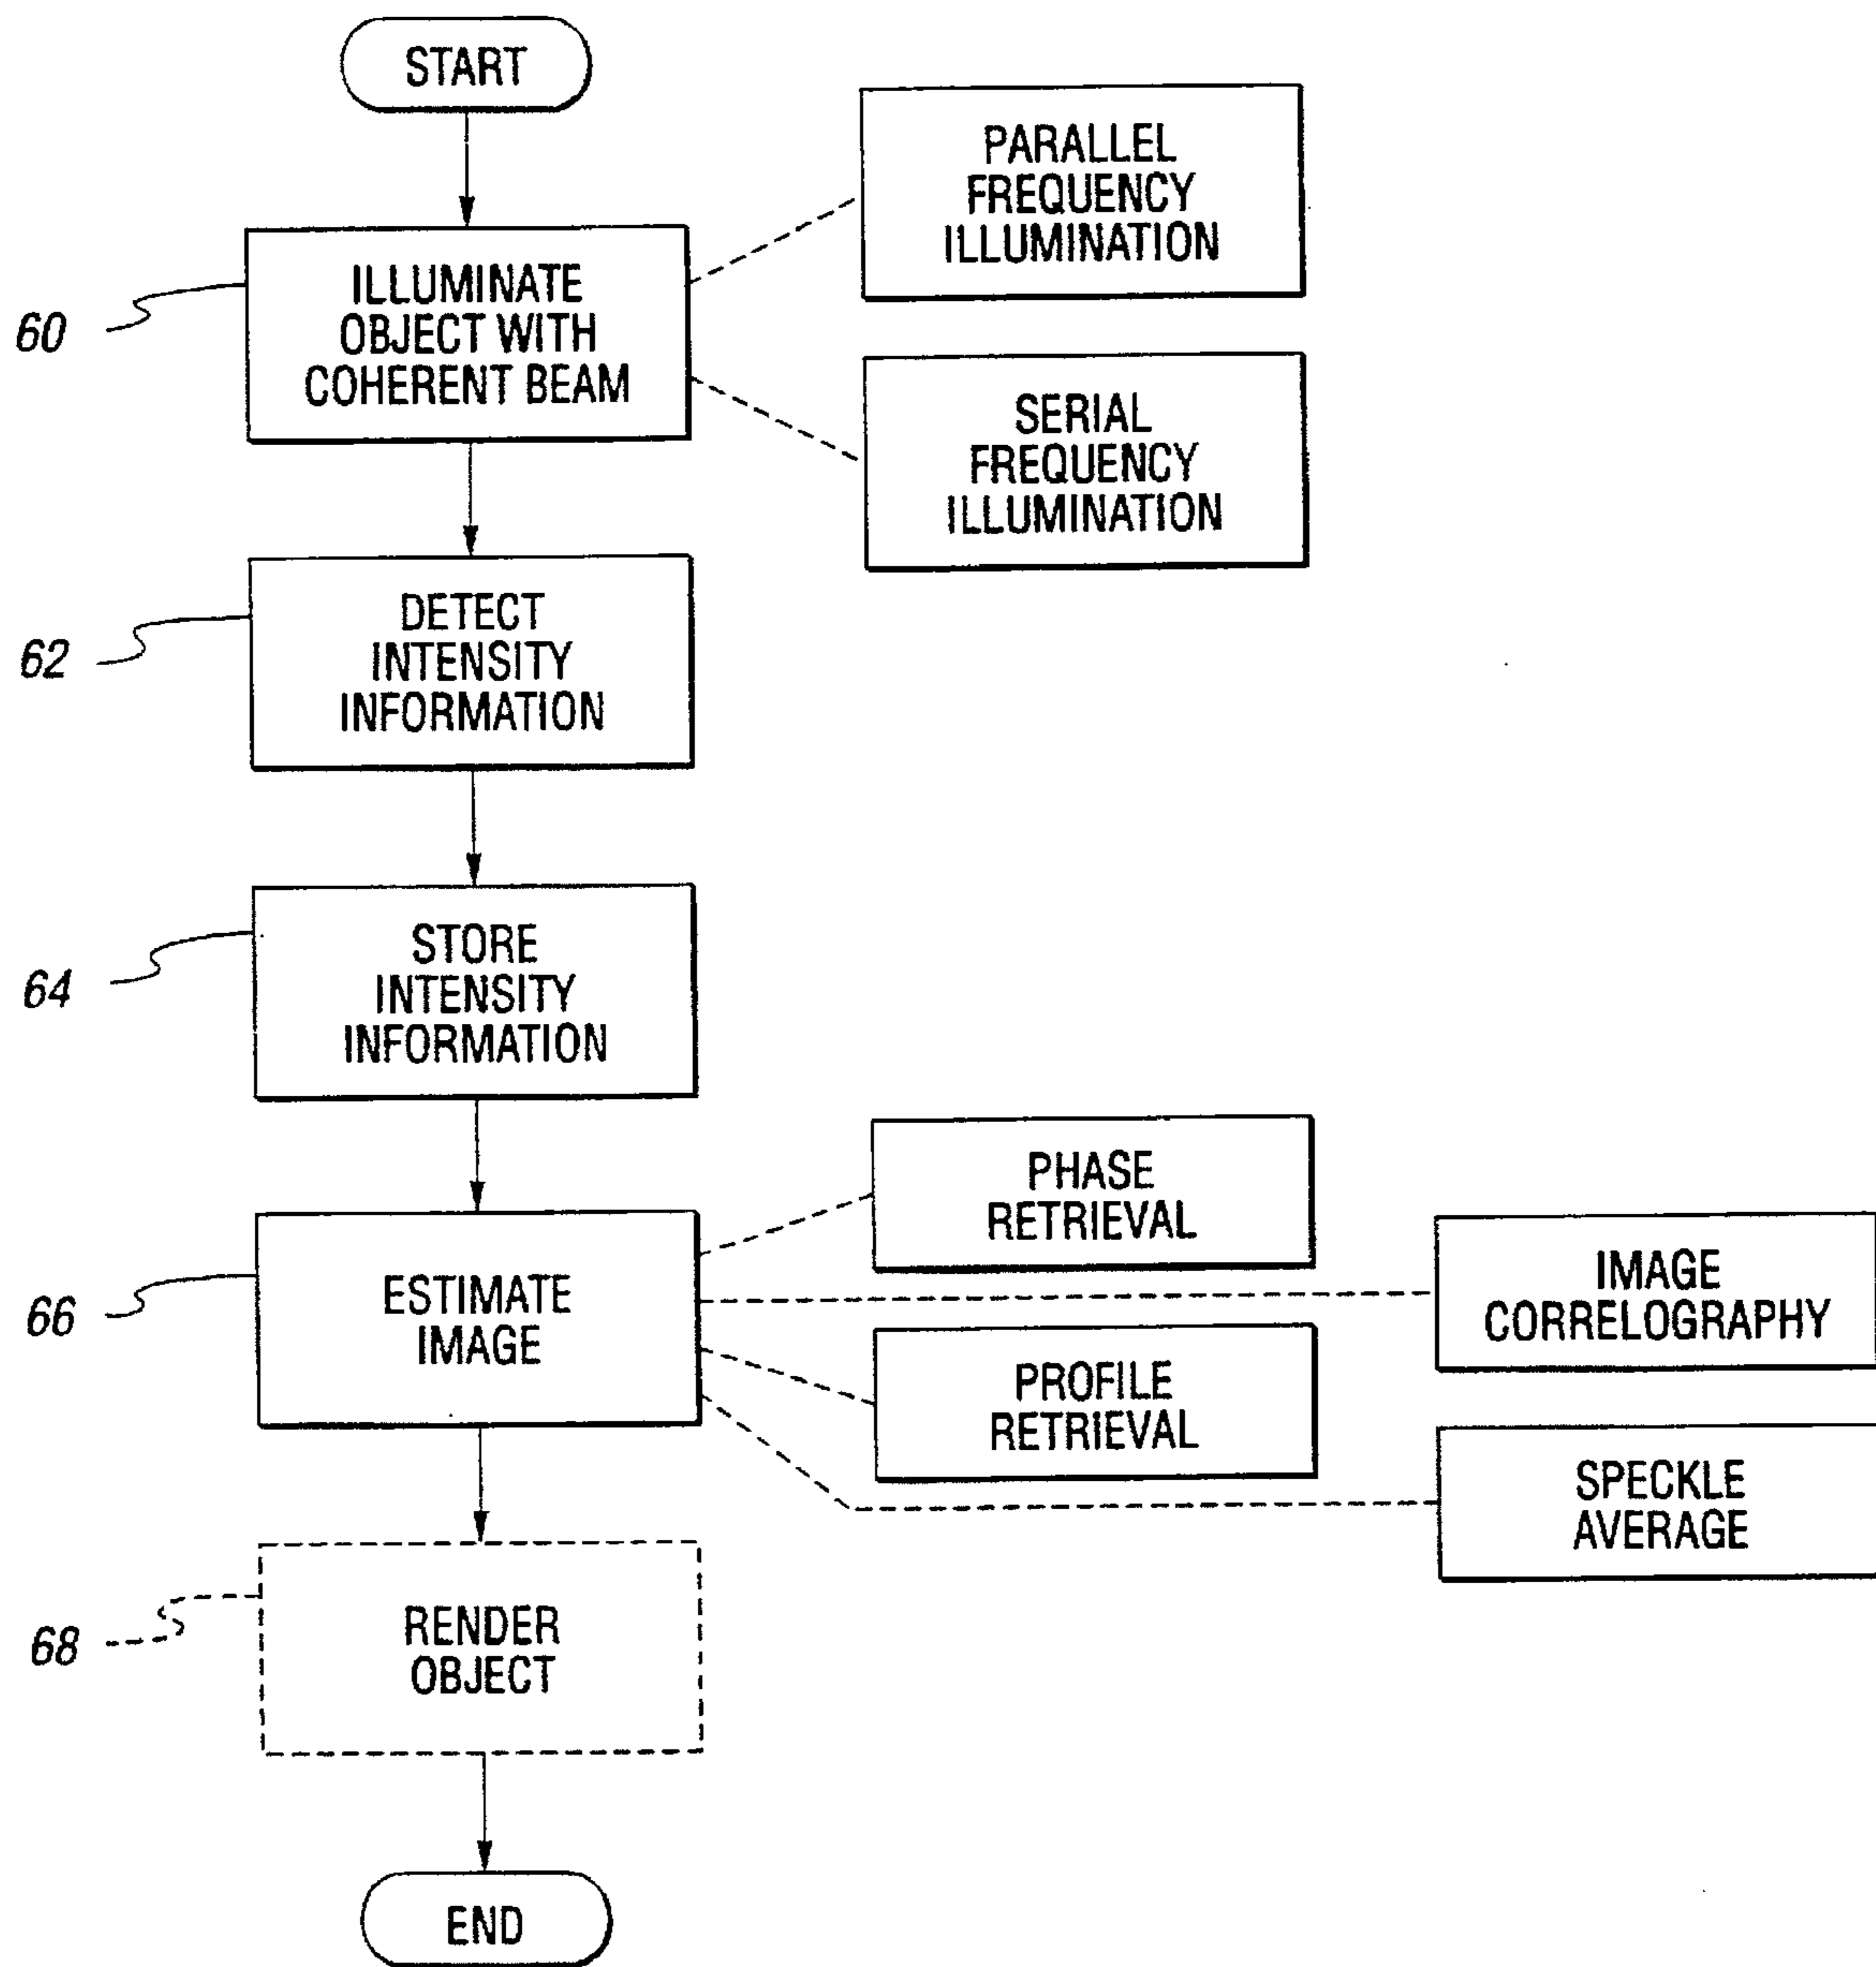 START
60
ILLUMINATE
OBJECT WITH
COHERENT BEAM
PARALLEL
FREQUENCY
ILLUMINATION
SERIAL
FREQUENCY
ILLUMINATION
62
DETECT
INTENSITY
INFORMATION
64
STORE
INTENSITY
INFORMATION
66
ESTIMATE
IMAGE
PHASE
RETRIEVAL
IMAGE
CORRELOGRAPHY
PROFILE
RETRIEVAL
SPECKLE
AVERAGE
68
RENDER
OBJECT
END